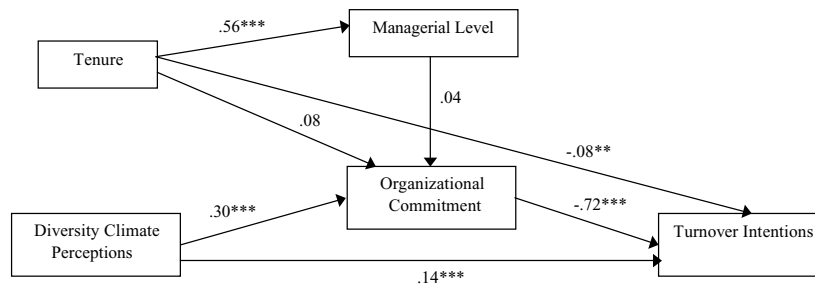 .56***
Managerial Level
Tenure
.04
.08
-.08**
Organizational
Commitment
.30***
-.72***
Diversity Climate
Perceptions
Turnover Intentions
.14***